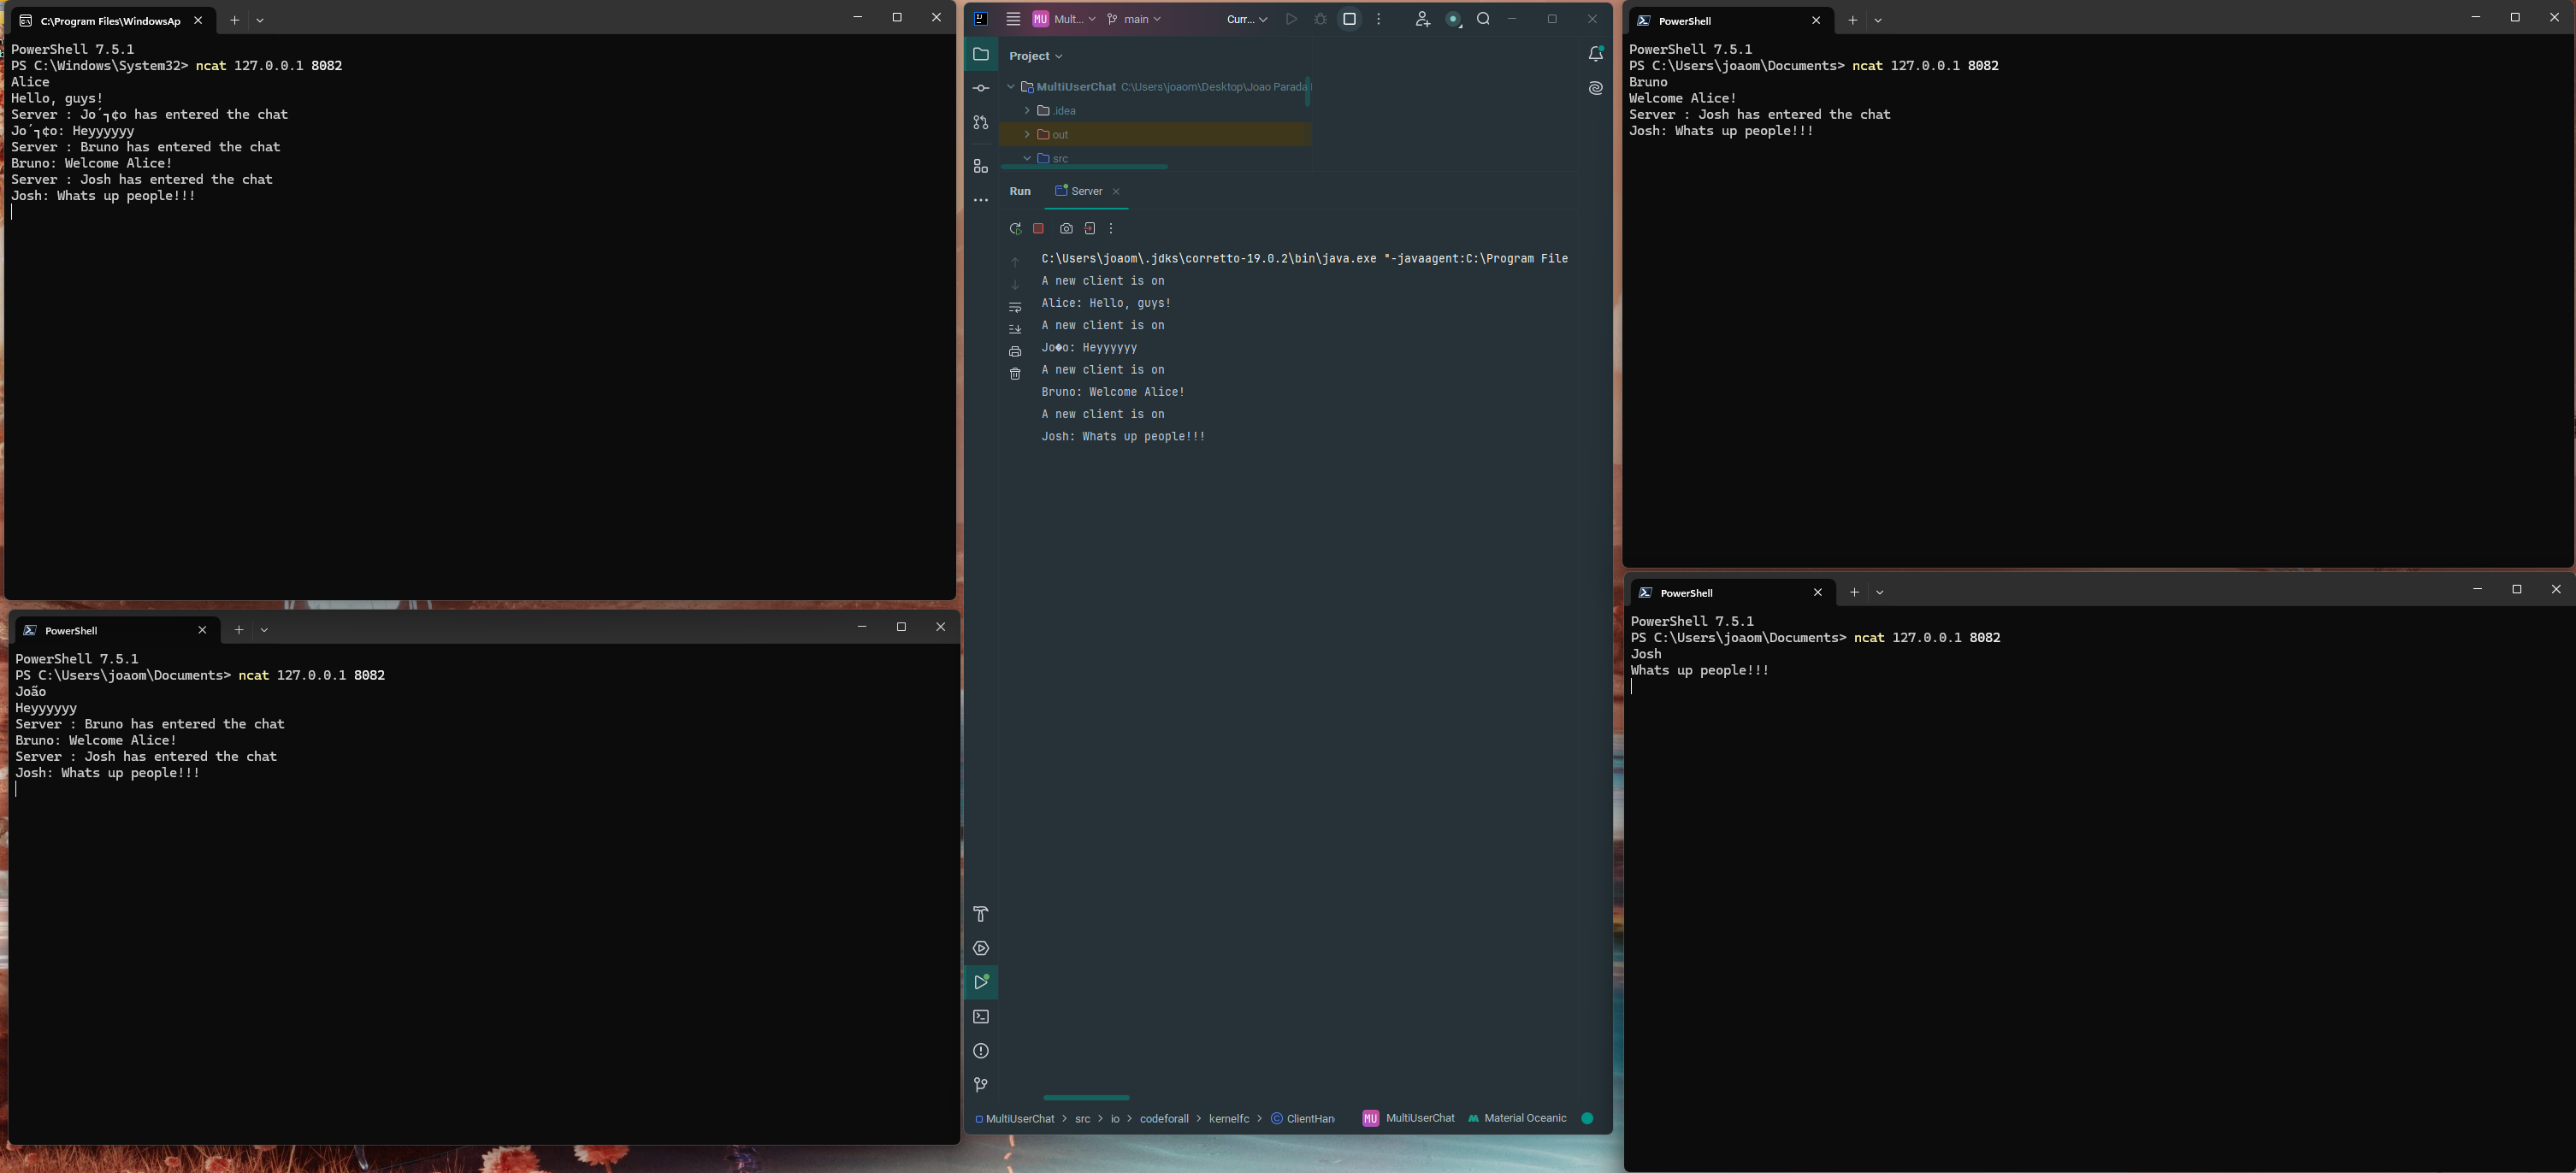 C:\Program Files\WindowsAp
PowerShell 7.5.1
PS C:\Windows\System32> ncat 127.0.0.1 8082
Alice
Hello, guys!
Server : Jo´┐¢o has entered the chat
Jo´┐¢o: Heyyyyyy
Server : Bruno has entered the chat
Bruno: Welcome Alice!
Server : Josh has entered the chat
Josh: Whats up people!!!
PowerShell
PowerShell 7.5.1
PS C:\Users\joaom\Documents> ncat 127.0.0.1 8082
João
Heyyyyyy
Server : Bruno has entered the chat
Bruno: Welcome Alice!
Server : Josh has entered the chat
Josh: Whats up people!!!
MU Mult... main Curr...
Project
MultiUserChat C:\Users\joaom\Desktop\Joao Parada
.idea
out
src
Run Server
C:\Users\joaom\.jdks\corretto-19.0.2\bin\java.exe "-javaagent:C:\Program File
A new client is on
Alice: Hello, guys!
A new client is on
Jo�o: Heyyyyyy
A new client is on
Bruno: Welcome Alice!
A new client is on
Josh: Whats up people!!!
MultiUserChat > src > io > codeforall > kernelfc > ClientHan MU MultiUserChat Material Oceanic
PowerShell
PowerShell 7.5.1
PS C:\Users\joaom\Documents> ncat 127.0.0.1 8082
Bruno
Welcome Alice!
Server : Josh has entered the chat
Josh: Whats up people!!!
PowerShell
PowerShell 7.5.1
PS C:\Users\joaom\Documents> ncat 127.0.0.1 8082
Josh
Whats up people!!!